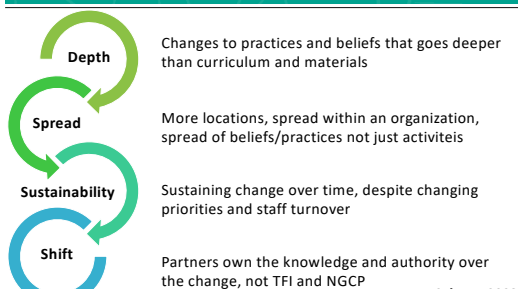 Depth
Changes to practices and beliefs that goes deeper
than curriculum and materials
Spread
More locations, spread within an organization,
spread of beliefs/practices not just activiteis
Sustainability
Sustaining change over time, despite changing
priorities and staff turnover
Shift
Partners own the knowledge and authority over
the change, not TFI and NGCP